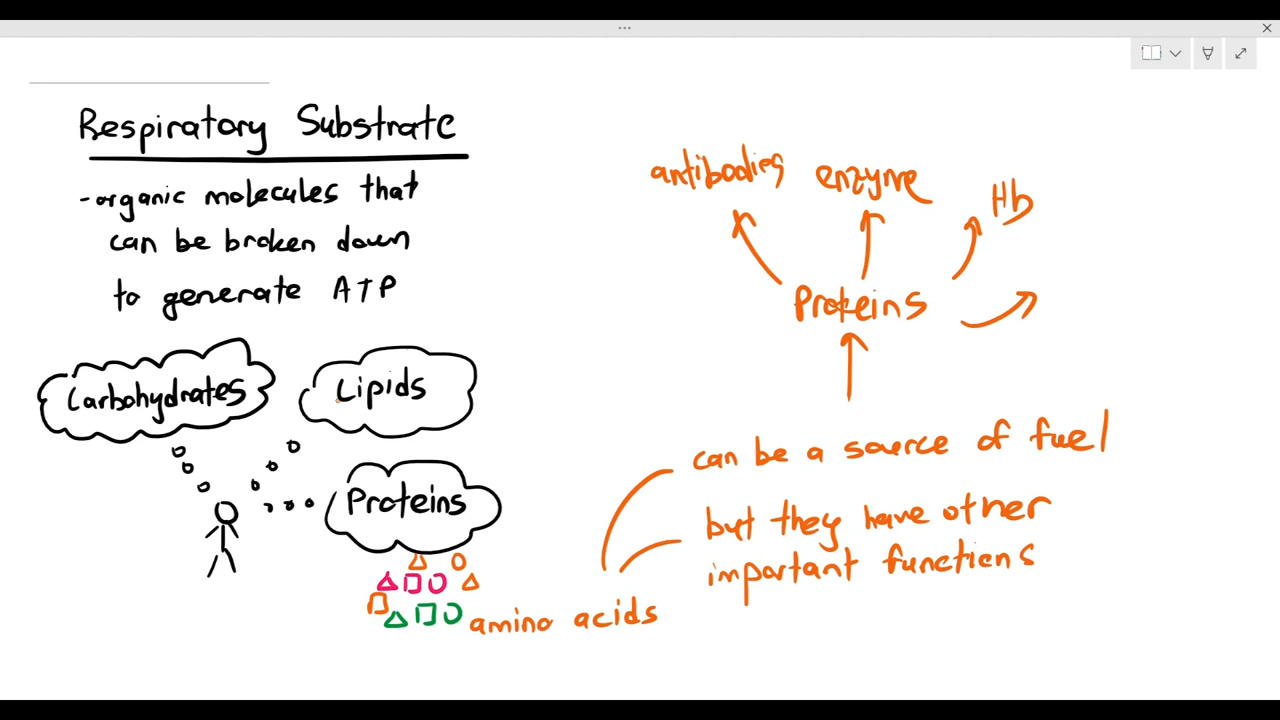 Respiratory Substrate
-organic molecules that
can be broken down
to generate ATP
Carbohydrates
Lipids
Proteins
amino acids
antibodies enzyme Hb
Proteins
can be a source of fuel
but they have other
important functions